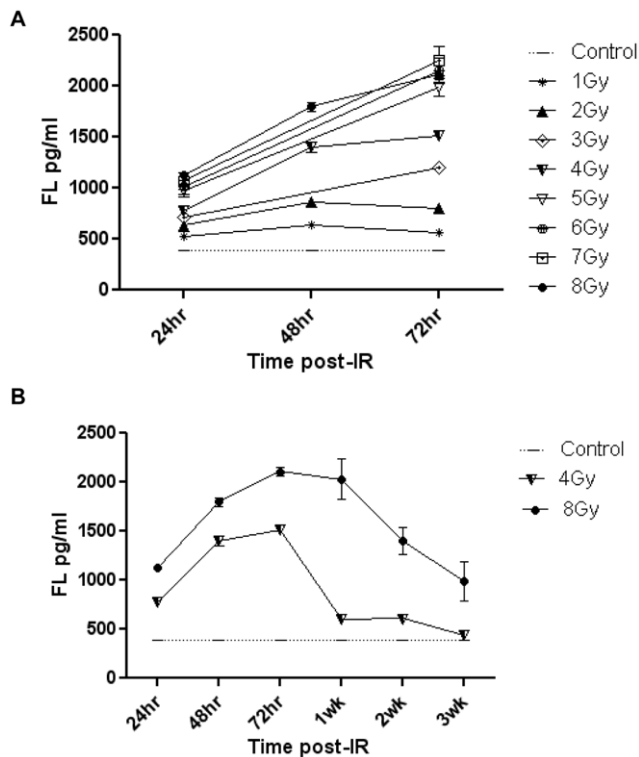 A
FL pg/ml
2500
2000
1500
1000
500
0
24hr
48hr
72hr
Time post-IR
Control
1Gy
2Gy
3Gy
4Gy
5Gy
6Gy
7Gy
8Gy
B
FL pg/ml
2500
2000
1500
1000
500
0
24hr
48hr
72hr
1wk
2wk
3wk
Time post-IR
Control
4Gy
8Gy